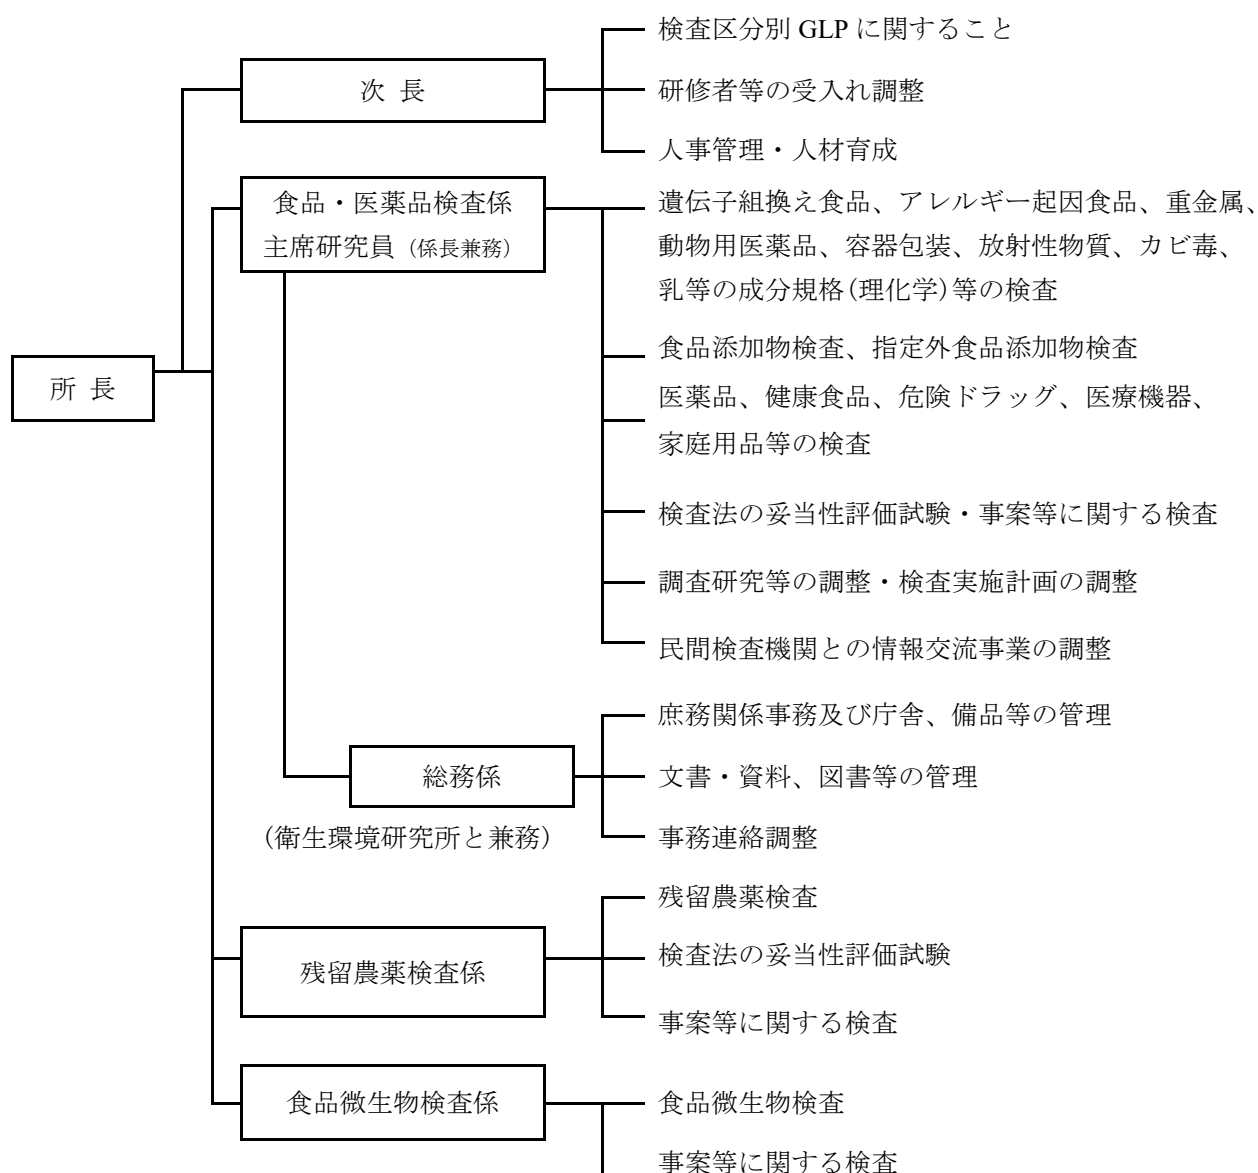 検査区分別 GLP に関すること
次 長
研修者等の受入れ調整
人事管理・人材育成
食品・医薬品検査係
主席研究員（係長兼務）
遺伝子組換え食品、アレルギー起因食品、重金属、
動物用医薬品、容器包装、放射性物質、カビ毒、
乳等の成分規格(理化学)等の検査
所 長
食品添加物検査、指定外食品添加物検査
医薬品、健康食品、危険ドラッグ、医療機器、
家庭用品等の検査
検査法の妥当性評価試験・事案等に関する検査
調査研究等の調整・検査実施計画の調整
民間検査機関との情報交流事業の調整
総務係
（衛生環境研究所と兼務）
庶務関係事務及び庁舎、備品等の管理
文書・資料、図書等の管理
事務連絡調整
残留農薬検査係
残留農薬検査
検査法の妥当性評価試験
事案等に関する検査
食品微生物検査係
食品微生物検査
事案等に関する検査